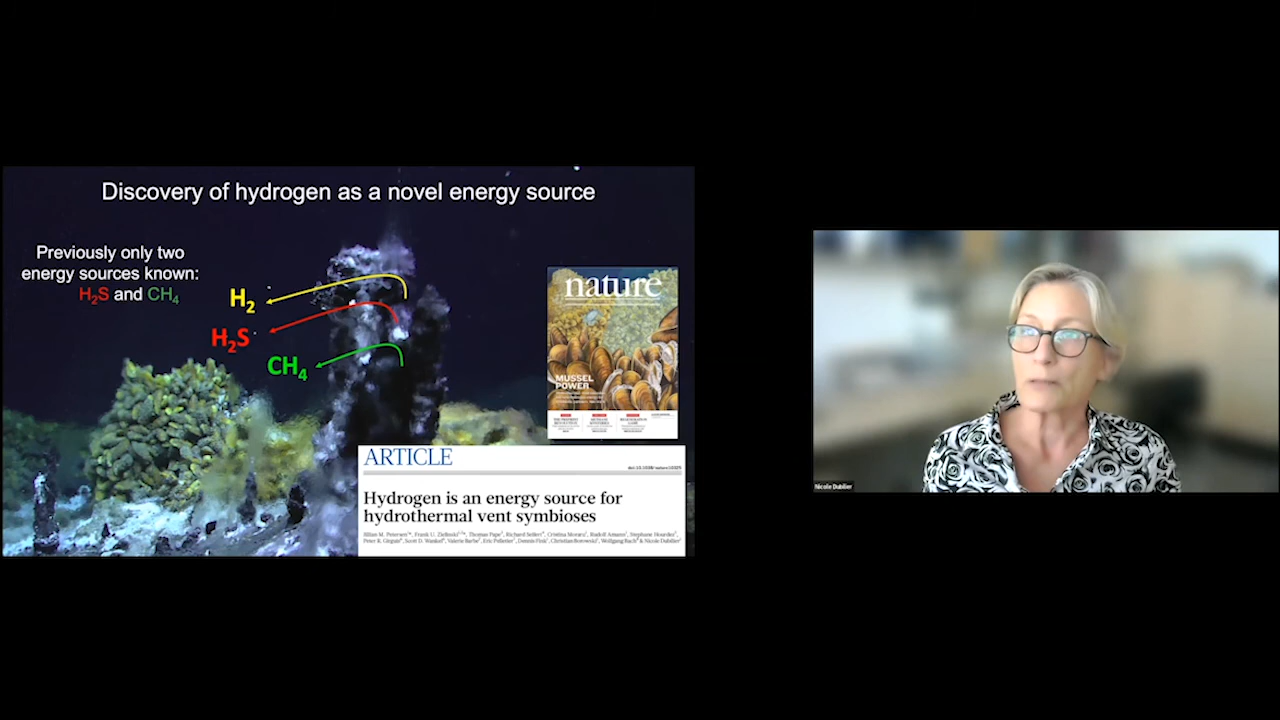 Discovery of hydrogen as a novel energy source
Previously only two
energy sources known:
H₂S and CH₄
H₂
H₂S
CH₄
nature
MUSSEL
POWER
ARTICLE
Hydrogen is an energy source for
hydrothermal vent symbioses
Nicole Dubilier